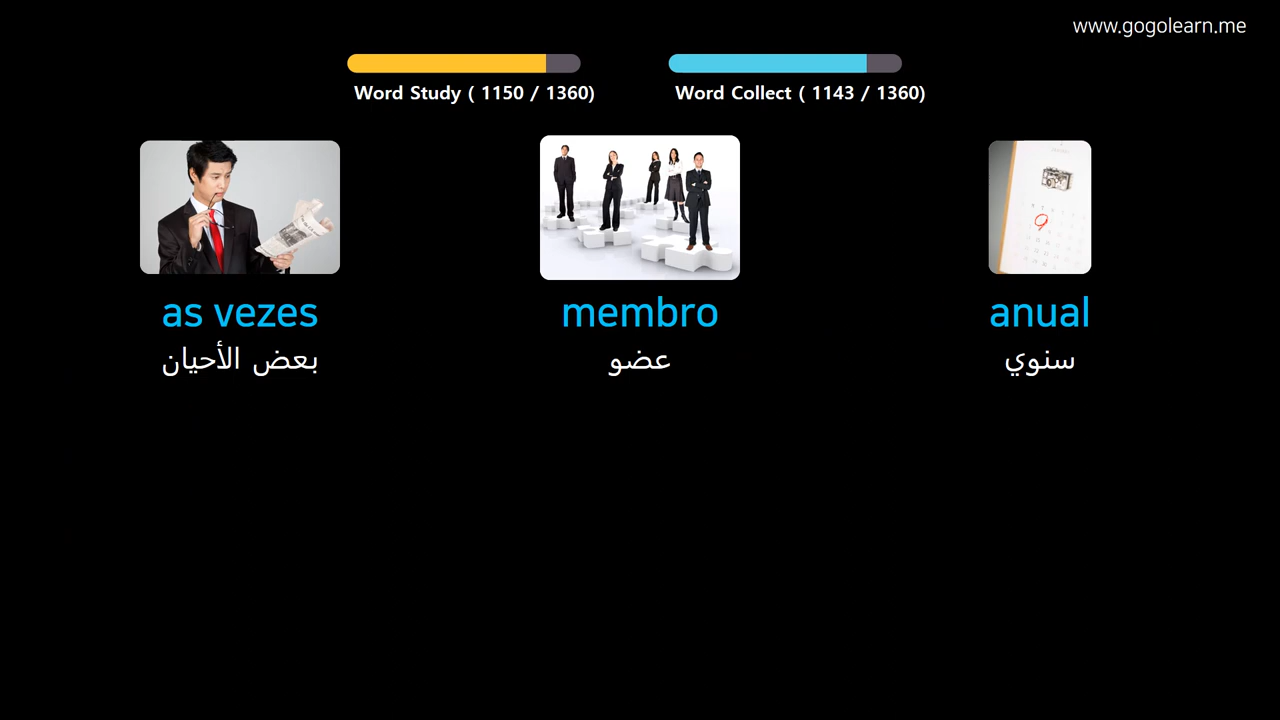 www.gogolearn.me
Word Study ( 1150 / 1360)
Word Collect ( 1143 / 1360)
as vezes
بعض الأحيان
membro
عضو
anual
سنوي